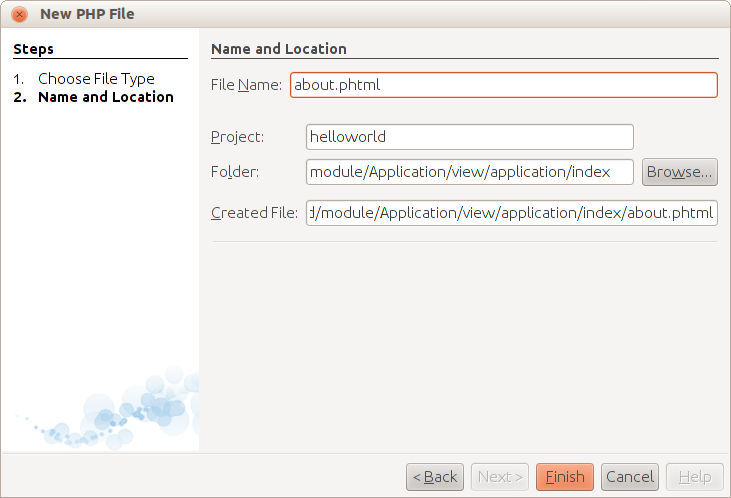 New PHP File
Steps
1. Choose File Type
2. Name and Location
Name and Location
File Name: about.phtml
Project: helloworld
Folder: module/Application/view/application/index Browse...
Created File: d/module/Application/view/application/index/about.phtml
< Back Next > Finish Cancel Help